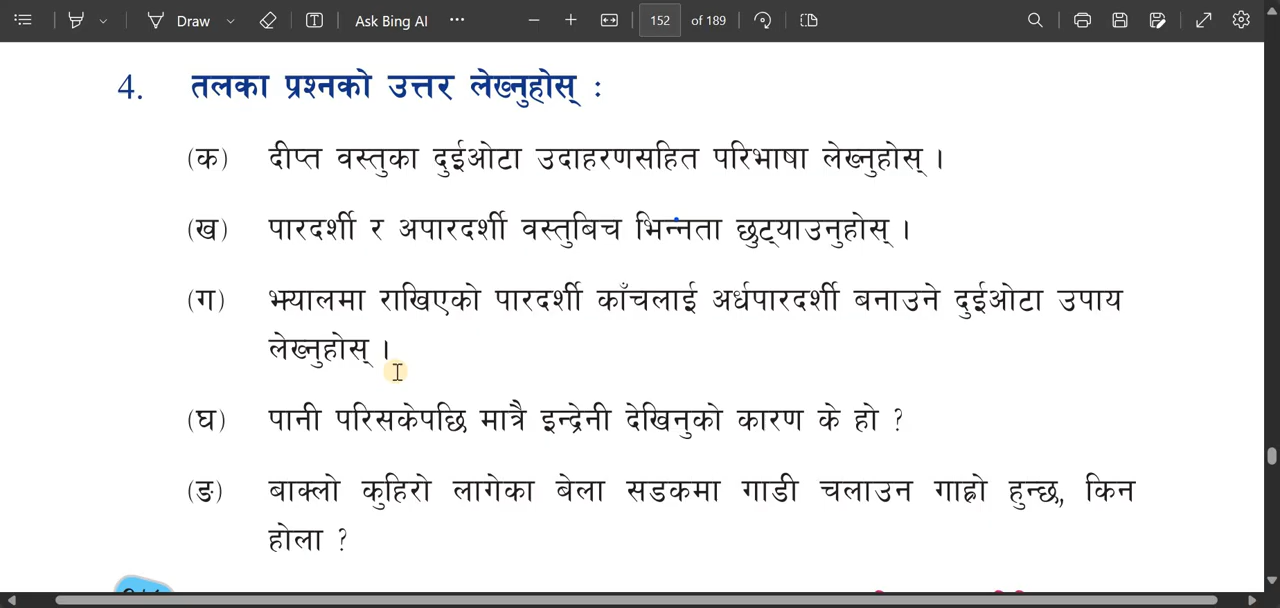 Draw
Ask Bing AI
152 of 189
4. तलका प्रश्नको उत्तर लेख्नुहोस् :
(क) दीप्त वस्तुका दुईओटा उदाहरणसहित परिभाषा लेख्नुहोस् ।
(ख) पारदर्शी र अपारदर्शी वस्तुबिच भिन्नता छुट्याउनुहोस् ।
(ग) झ्यालमा राखिएको पारदर्शी काँचलाई अर्धपारदर्शी बनाउने दुईओटा उपाय
लेख्नुहोस् ।
(घ) पानी परिसकेपछि मात्रै इन्द्रेनी देखिनुको कारण के हो ?
(ङ) बाक्लो कुहिरो लागेका बेला सडकमा गाडी चलाउन गाह्रो हुन्छ, किन
होला ?